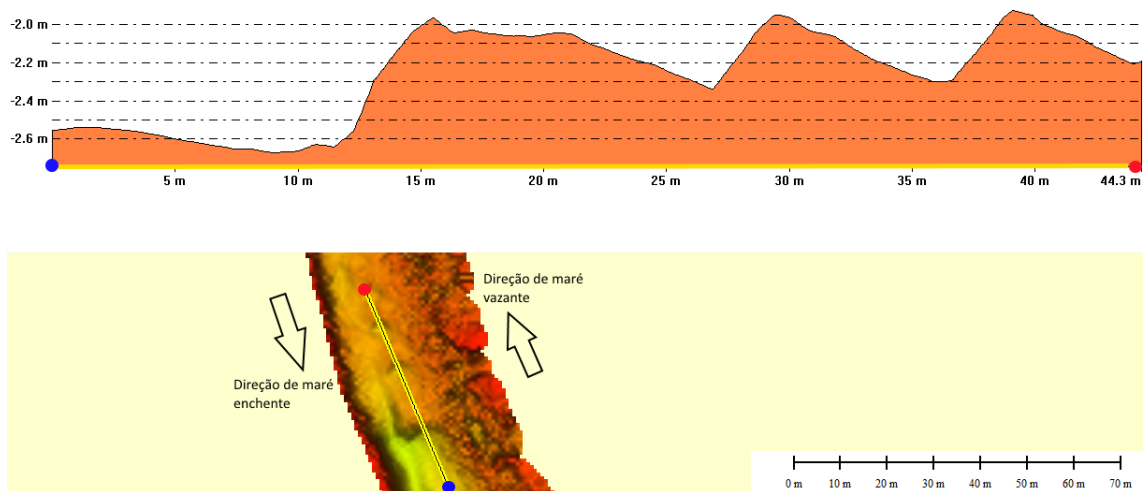 -2.0 m
-2.2 m
-2.4 m
-2.6 m
5 m 10 m 15 m 20 m 25 m 30 m 35 m 40 m 44.3 m
Direção de maré
vazante
Direção de maré
enchente
0 m 10 m 20 m 30 m 40 m 50 m 60 m 70 m